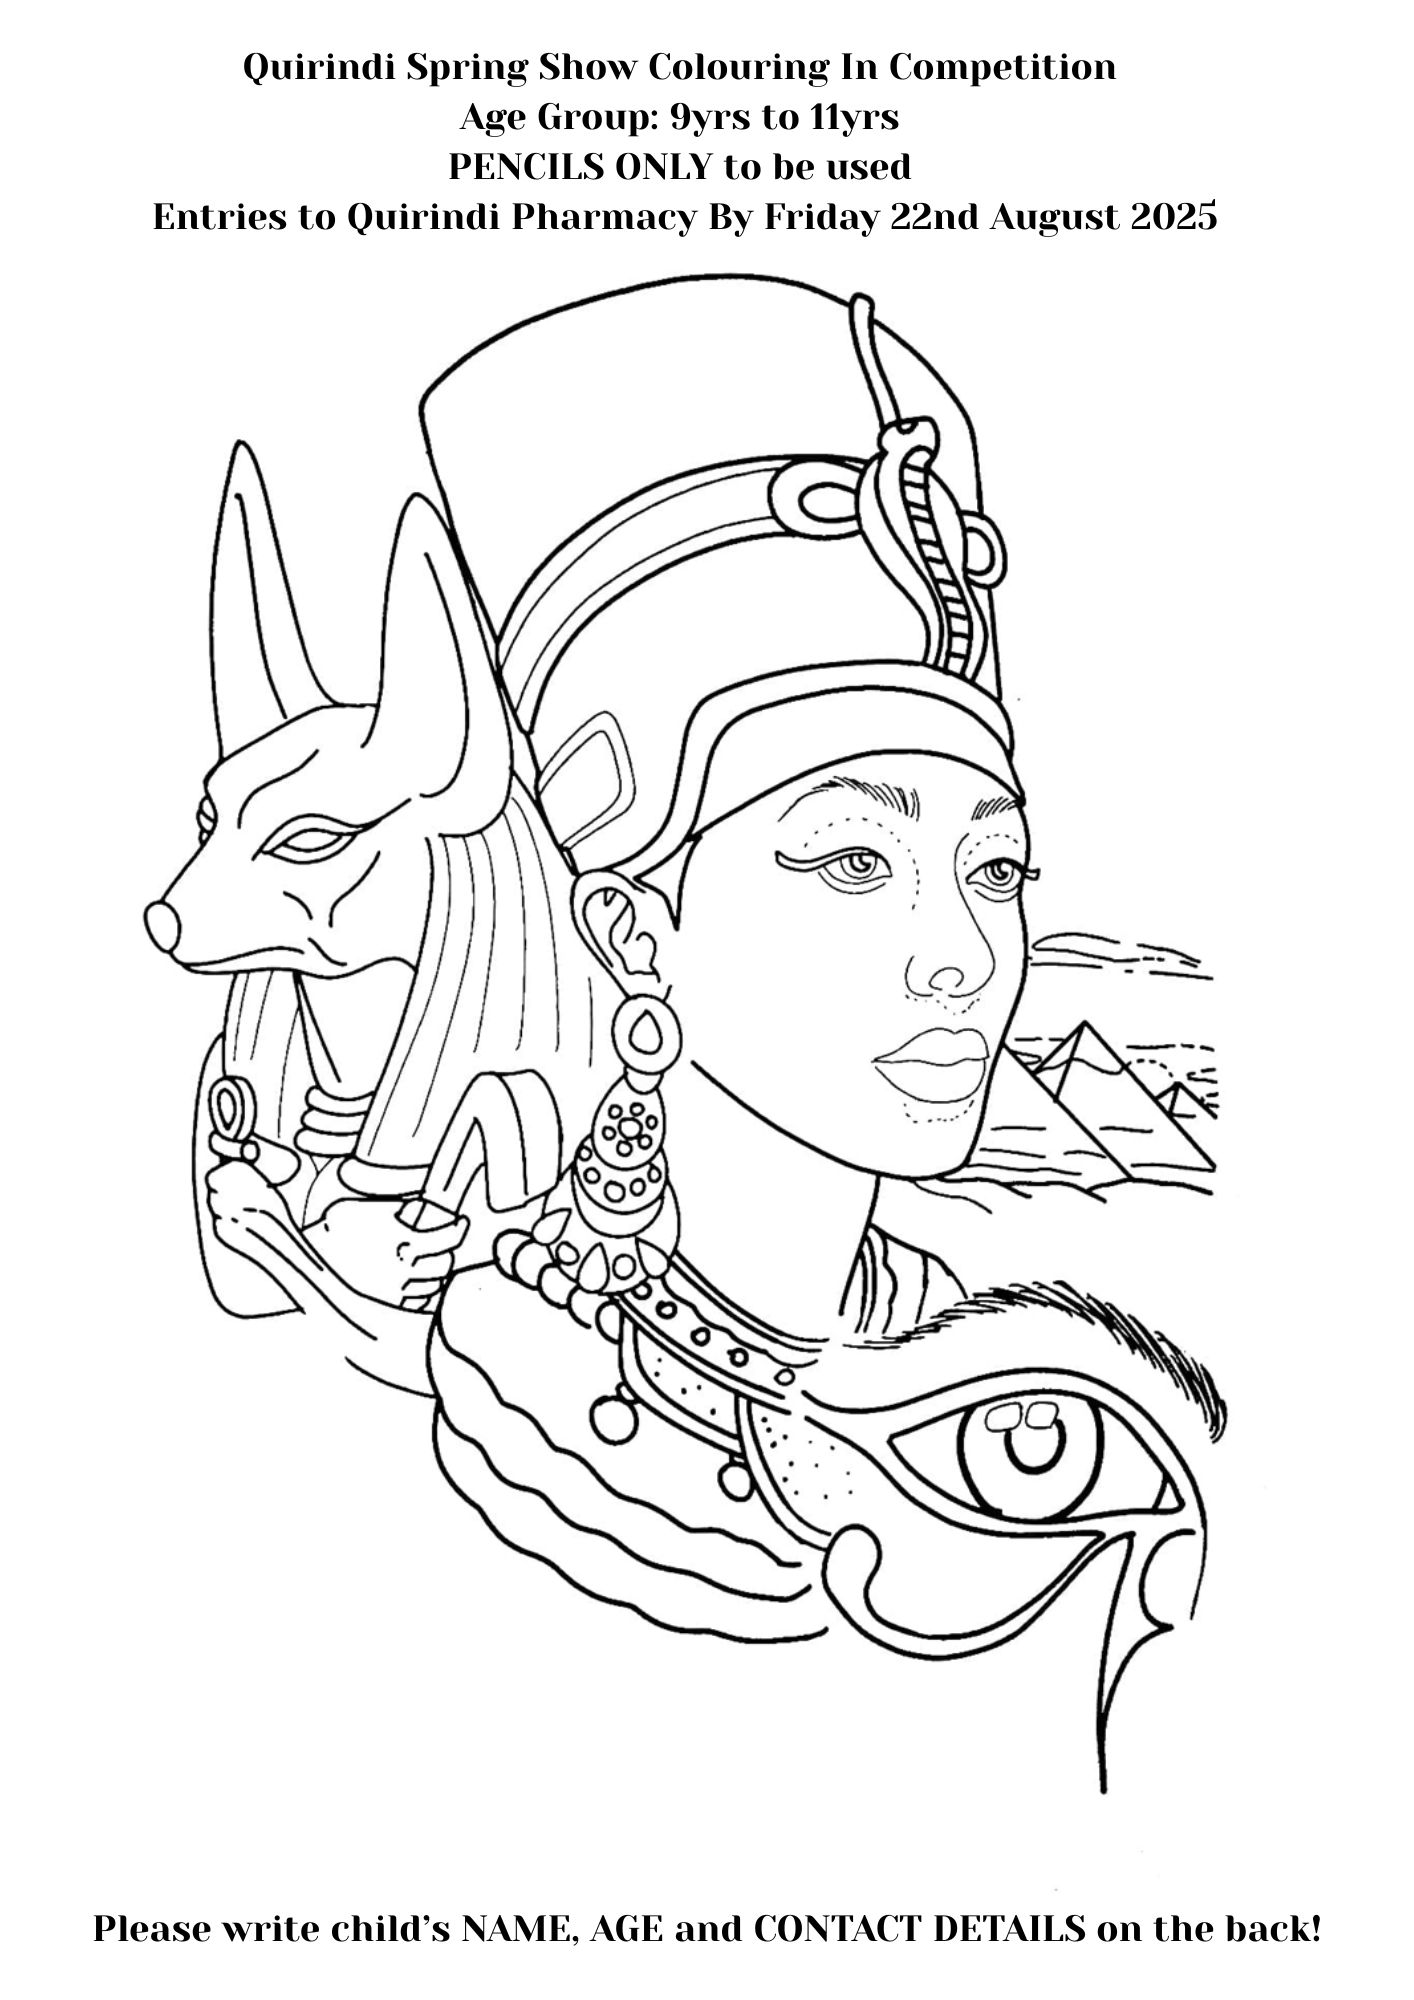 Quirindi Spring Show Colouring In Competition
Age Group: 9yrs to 11yrs
PENCILS ONLY to be used
Entries to Quirindi Pharmacy By Friday 22nd August 2025
Please write child's NAME, AGE and CONTACT DETAILS on the back!